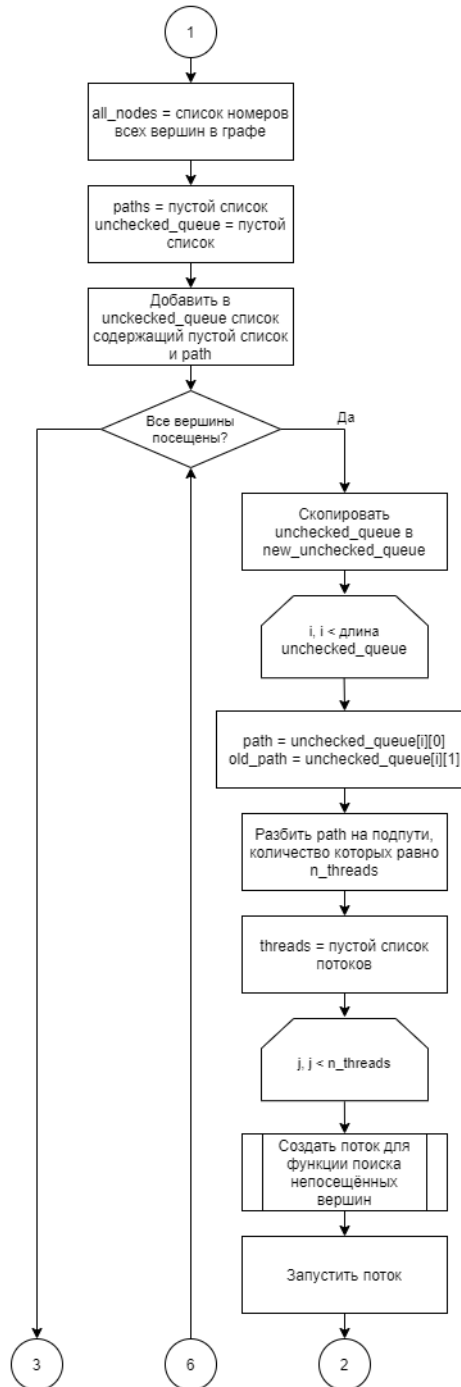 1
all_nodes = список номеров
всех вершин в графе
paths = пустой список
unchecked_queue = пустой
список
Добавить в
unckecked_queue список
содержащий пустой список
и path
Все вершины
посещены?
Да
Скопировать
unchecked_queue в
new_unchecked_queue
i, i < длина
unchecked_queue
path = unchecked_queue[i][0]
old_path = unchecked_queue[i][1]
Разбить path на подпути,
количество которых равно
n_threads
threads = пустой список
потоков
j, j < n_threads
Создать поток для
функции поиска
непосещённых
вершин
Запустить поток
3
6
2